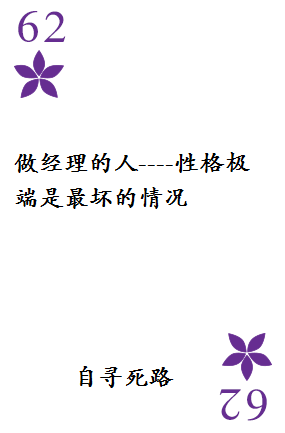 62
做经理的人----性格极
端是最坏的情况
自寻死路
62